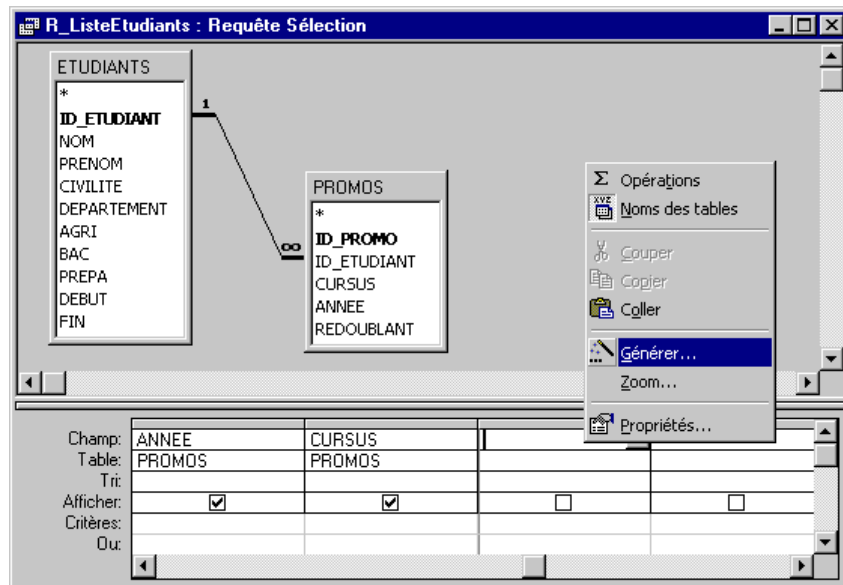 R_ListeEtudiants : Requête Sélection
ETUDIANTS
*
ID_ETUDIANT
NOM
PRENOM
CIVILITE
DEPARTEMENT
AGRI
BAC
PREPA
DEBUT
FIN
1
∞
PROMOS
*
ID_PROMO
ID_ETUDIANT
CURSUS
ANNEE
REDOUBLANT
Σ Opérations
XYZ Noms des tables
Couper
Copier
Coller
Générer...
Zoom...
Propriétés...
Champ: ANNEE CURSUS
Table: PROMOS PROMOS
Tri:
Afficher:
Critères:
Ou: